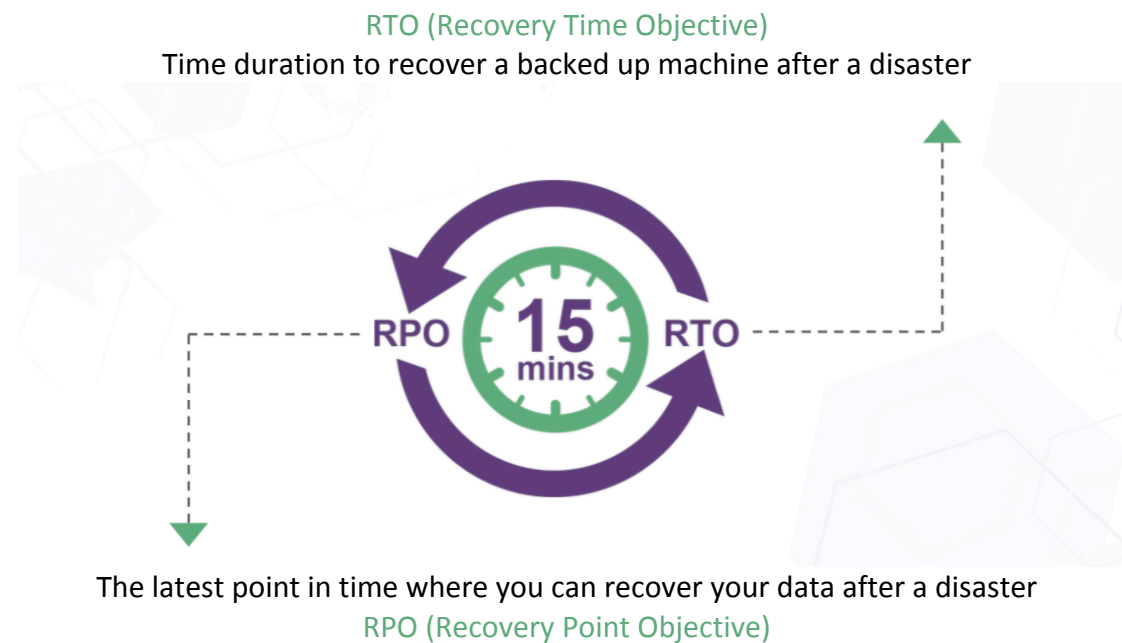 RTO (Recovery Time Objective)
Time duration to recover a backed up machine after a disaster
RPO
15
mins
RTO
The latest point in time where you can recover your data after a disaster
RPO (Recovery Point Objective)